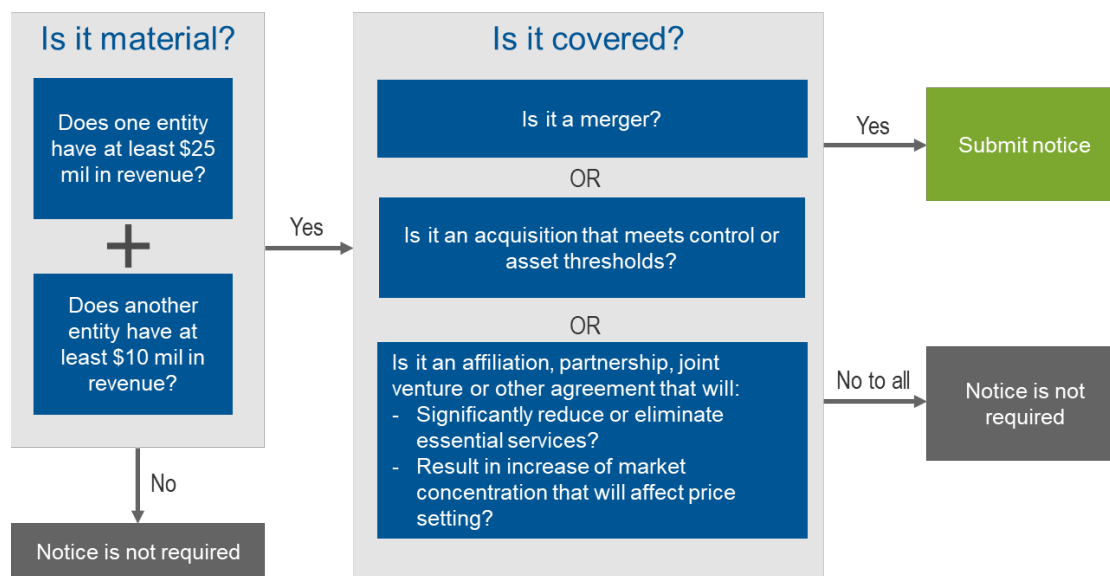 Is it material?
Does one entity
have at least $25
mil in revenue?
+
Does another
entity have at
least $10 mil in
revenue?
No
Notice is not required
Yes
Is it covered?
Is it a merger?
OR
Is it an acquisition that meets control or
asset thresholds?
OR
Is it an affiliation, partnership, joint
venture or other agreement that will:
- Significantly reduce or eliminate
essential services?
- Result in increase of market
concentration that will affect price
setting?
Yes
Submit notice
No to all
Notice is not
required